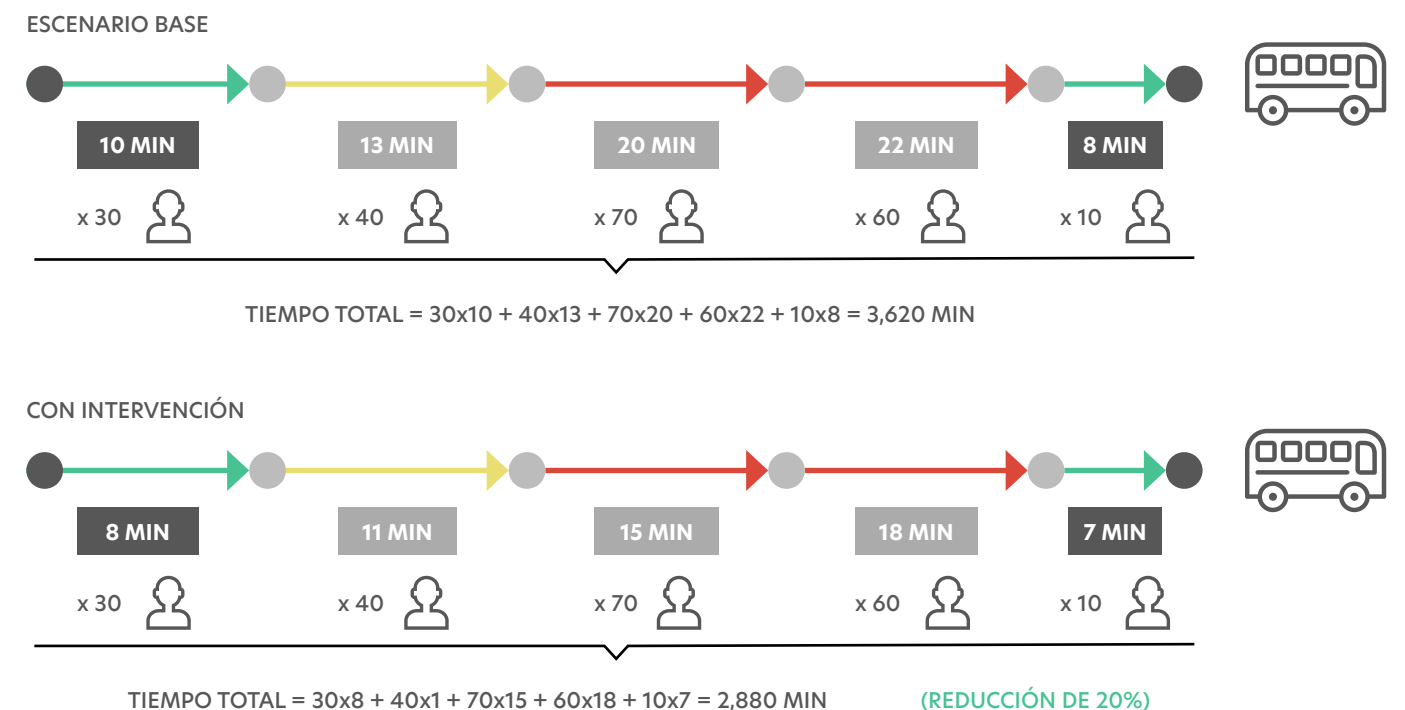 ESCENARIO BASE
10 MIN 13 MIN 20 MIN 22 MIN 8 MIN
x 30 x 40 x 70 x 60 x 10
TIEMPO TOTAL = 30x10 + 40x13 + 70x20 + 60x22 + 10x8 = 3,620 MIN
CON INTERVENCIÓN
8 MIN 11 MIN 15 MIN 18 MIN 7 MIN
x 30 x 40 x 70 x 60 x 10
TIEMPO TOTAL = 30x8 + 40x1 + 70x15 + 60x18 + 10x7 = 2,880 MIN (REDUCCIÓN DE 20%)